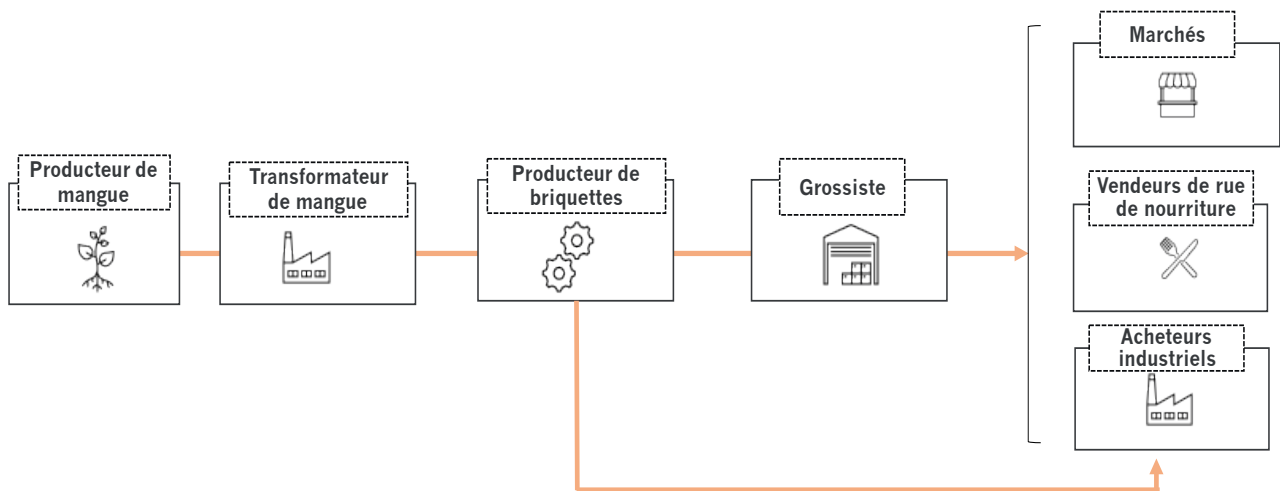 Producteur de
mangue
Transformateur
de mangue
Producteur de
briquettes
Grossiste
Marchés
Vendeurs de rue
de nourriture
Acheteurs
industriels